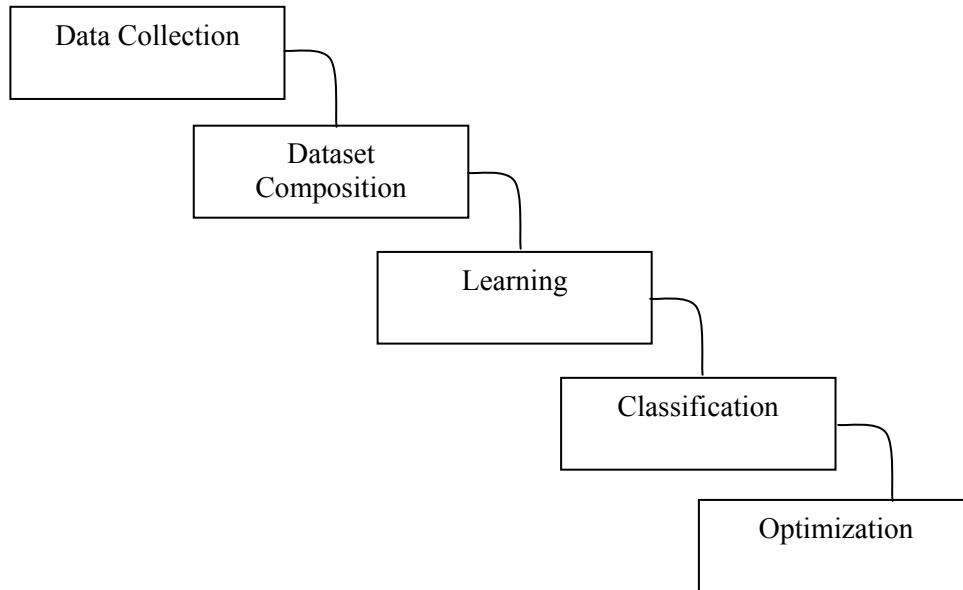 Data Collection
Dataset
Composition
Learning
Classification
Optimization